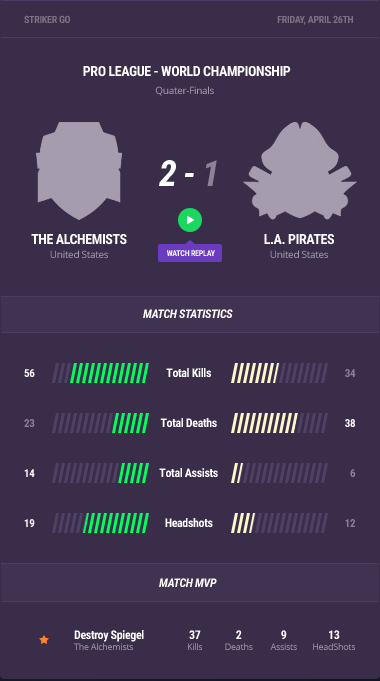 STRIKER GO
FRIDAY, APRIL 26TH
PRO LEAGUE - WORLD CHAMPIONSHIP
Quater-Finals
2 - 1
THE ALCHEMISTS
United States
L.A. PIRATES
United States
WATCH REPLAY
MATCH STATISTICS
56 Total Kills 34
23 Total Deaths 38
14 Total Assists 6
19 Headshots 12
MATCH MVP
Destroy Spiegel 37 2 9 13
The Alchemists Kills Deaths Assists HeadShots